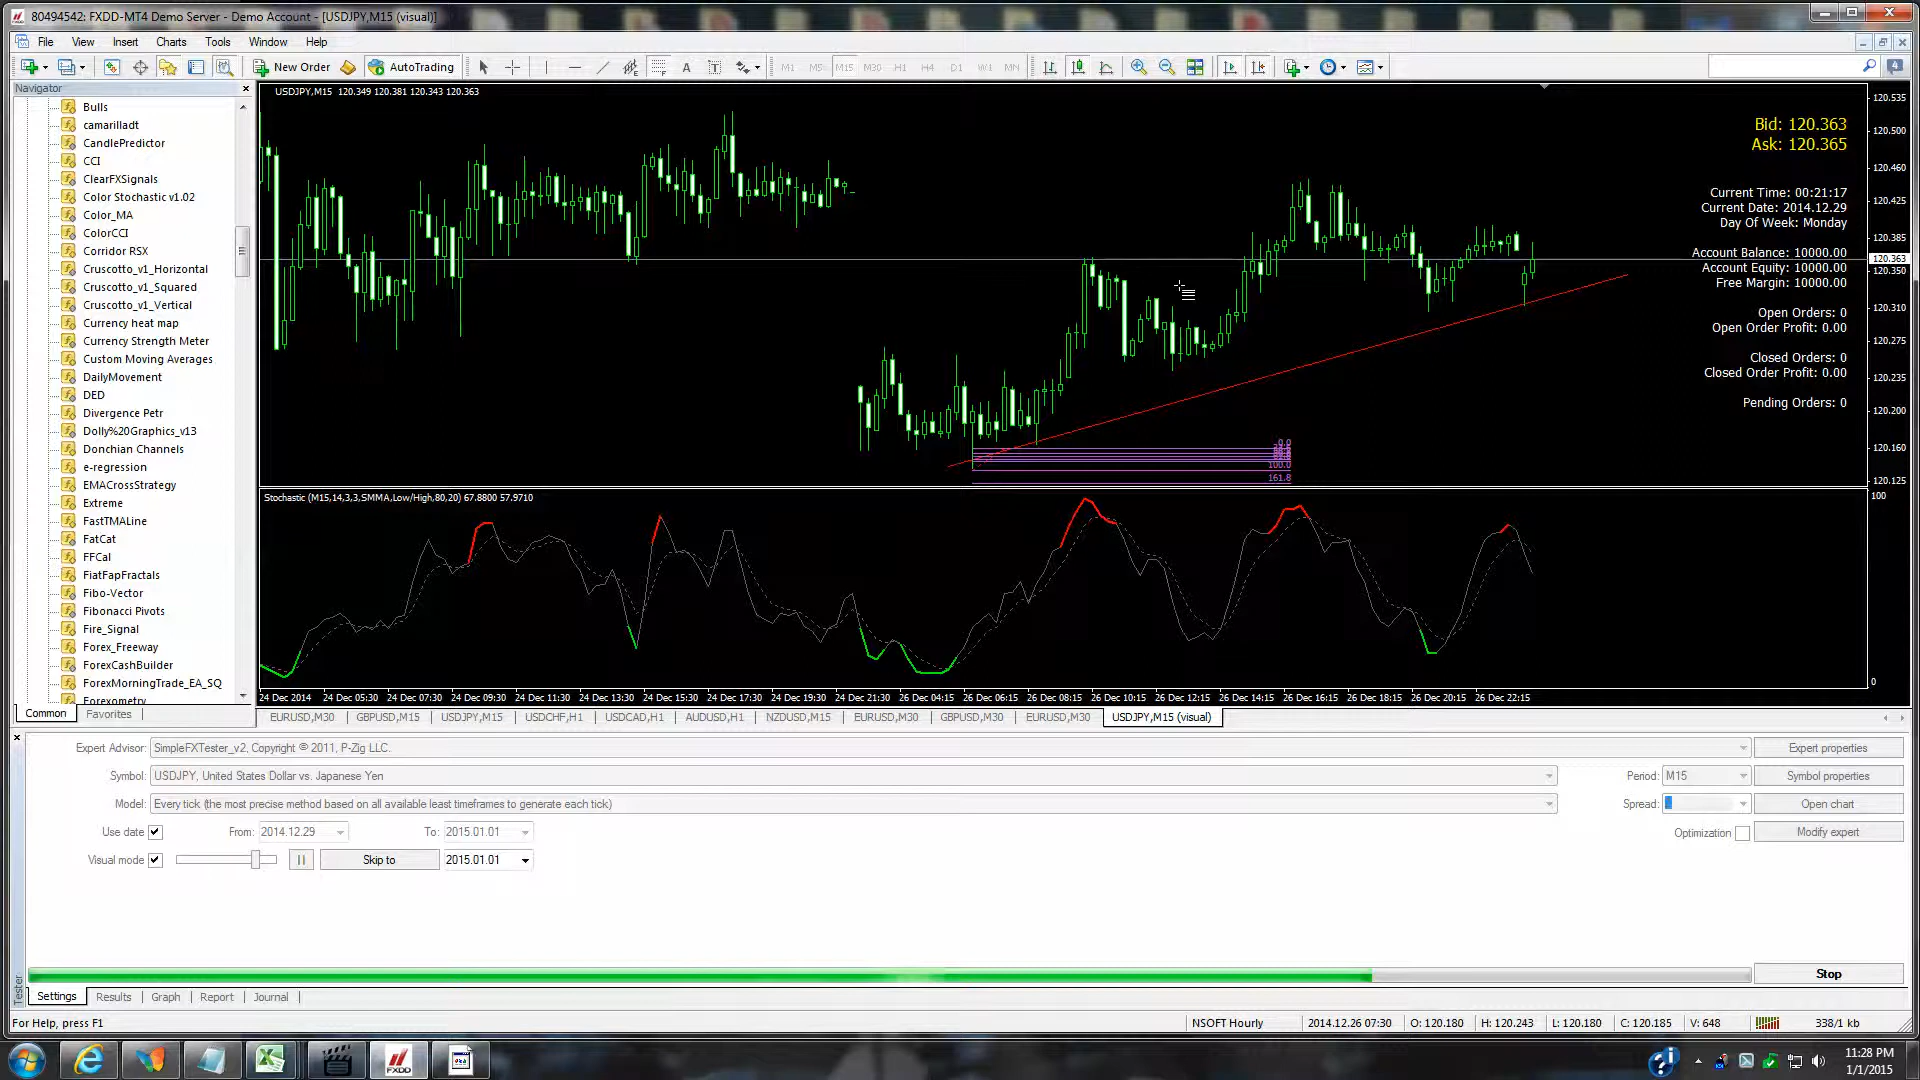 80494542: FXDD-MT4 Demo Server - Demo Account - [USDJPY,M15 (visual)]
File View Insert Charts Tools Window Help
New Order AutoTrading M1 M5 M15 M30 H1 H4 D1 W1 MN
Navigator
Bulls
camarilladt
CandlePredictor
CCI
ClearFXSignals
Color Stochastic v1.02
Color_MA
ColorCCI
Corridor RSX
Cruscotto_v1_Horizontal
Cruscotto_v1_Squared
Cruscotto_v1_Vertical
Currency heat map
Currency Strength Meter
Custom Moving Averages
DailyMovement
DED
Divergence Petr
Dolly%20Graphics_v13
Donchian Channels
e-regression
EMACrossStrategy
Extreme
FastTMALine
FatCat
FFCal
FiatFapFractals
Fibo-Vector
Fibonacci Pivots
Fire_Signal
Forex_Freeway
ForexCashBuilder
ForexMorningTrade_EA_SQ
Forexometry
Common Favorites
USDJPY,M15 120.349 120.381 120.343 120.363
Bid: 120.363
Ask: 120.365
Current Time: 00:21:17
Current Date: 2014.12.29
Day Of Week: Monday
Account Balance: 10000.00
Account Equity: 10000.00
Free Margin: 10000.00
Open Orders: 0
Open Order Profit: 0.00
Closed Orders: 0
Closed Order Profit: 0.00
Pending Orders: 0
120.535
120.500
120.460
120.425
120.385
120.363
120.350
120.310
120.275
120.235
120.200
120.160
120.125
0.0
100.0
161.8
Stochastic (M15,14,3,3,SMMA,Low/High,80,20) 67.8800 57.9710
100
0
24 Dec 2014 24 Dec 05:30 24 Dec 07:30 24 Dec 09:30 24 Dec 11:30 24 Dec 13:30 24 Dec 15:30 24 Dec 17:30 24 Dec 19:30 24 Dec 21:30 26 Dec 04:15 26 Dec 06:15 26 Dec 08:15 26 Dec 10:15 26 Dec 12:15 26 Dec 14:15 26 Dec 16:15 26 Dec 18:15 26 Dec 20:15 26 Dec 22:15
EURUSD,M30 GBPUSD,M15 USDJPY,M15 USDCHF,H1 USDCAD,H1 AUDUSD,H1 NZDUSD,M15 EURUSD,M30 GBPUSD,M30 EURUSD,M30 USDJPY,M15 (visual)
Expert Advisor: SimpleFXTester_v2, Copyright © 2011, P-Zig LLC. Expert properties
Symbol: USDJPY, United States Dollar vs. Japanese Yen Period: M15 Symbol properties
Model: Every tick (the most precise method based on all available least timeframes to generate each tick) Spread: Open chart
Use date From: 2014.12.29 To: 2015.01.01 Optimization Modify expert
Visual mode Skip to 2015.01.01
Stop
Tester
Settings Results Graph Report Journal
For Help, press F1 NSOFT Hourly 2014.12.26 07:30 O: 120.180 H: 120.243 L: 120.180 C: 120.185 V: 648 338/1 kb
FXDD
11:28 PM
1/1/2015